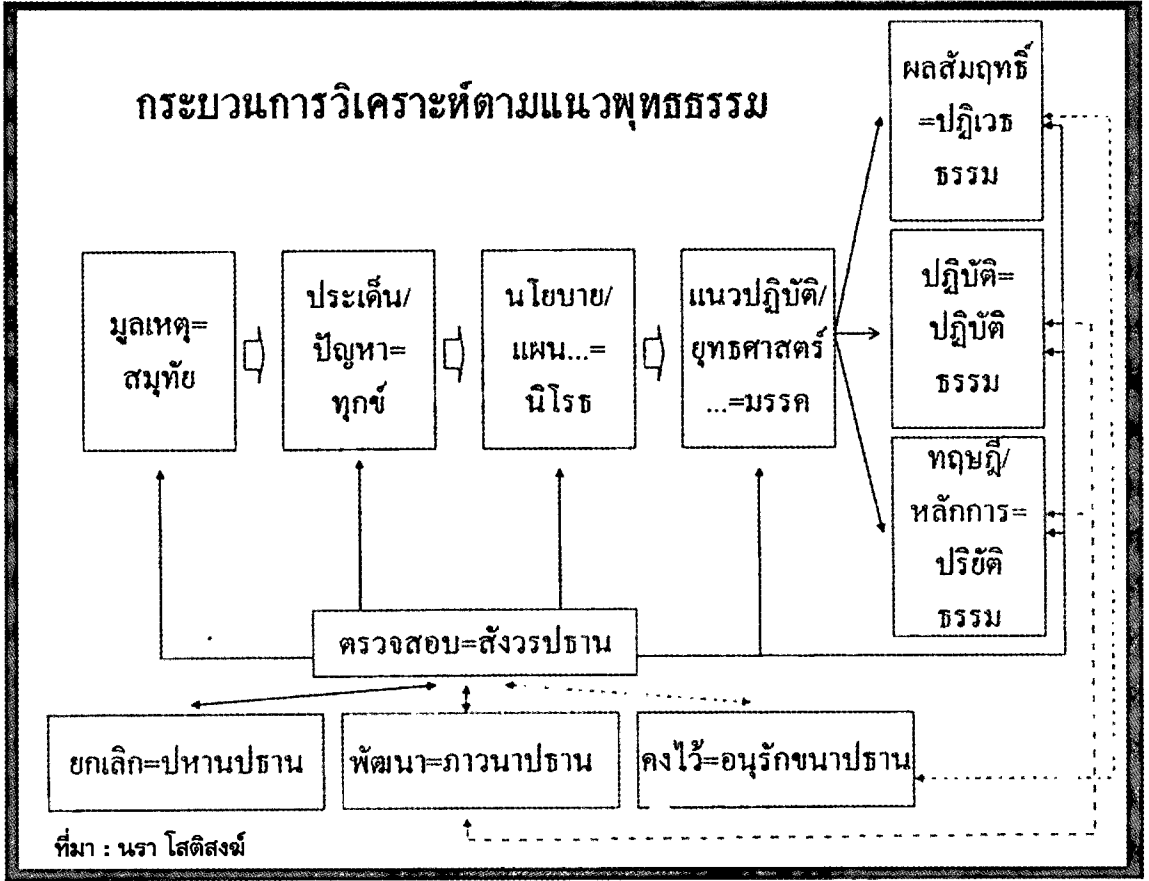 กระบวนการวิเคราะห์ตามแนวพุทธธรรม
ผลสัมฤทธิ์
=ปฏิเวธ
ธรรม
มูลเหตุ=
สมุทัย
ประเด็น/
ปัญหา=
ทุกข์
นโยบาย/
แผน...=
นิโรธ
แนวปฏิบัติ/
ยุทธศาสตร์
...=มรรค
ปฏิบัติ=
ปฏิบัติ
ธรรม
ทฤษฎี/
หลักการ=
ปริยัติ
ธรรม
ตรวจสอบ=สังวรปธาน
ยกเลิก=ปหานปธาน
พัฒนา=ภาวนาปธาน
คงไว้=อนุรักขนาปธาน
ที่มา : นรา โสติสงฆ์